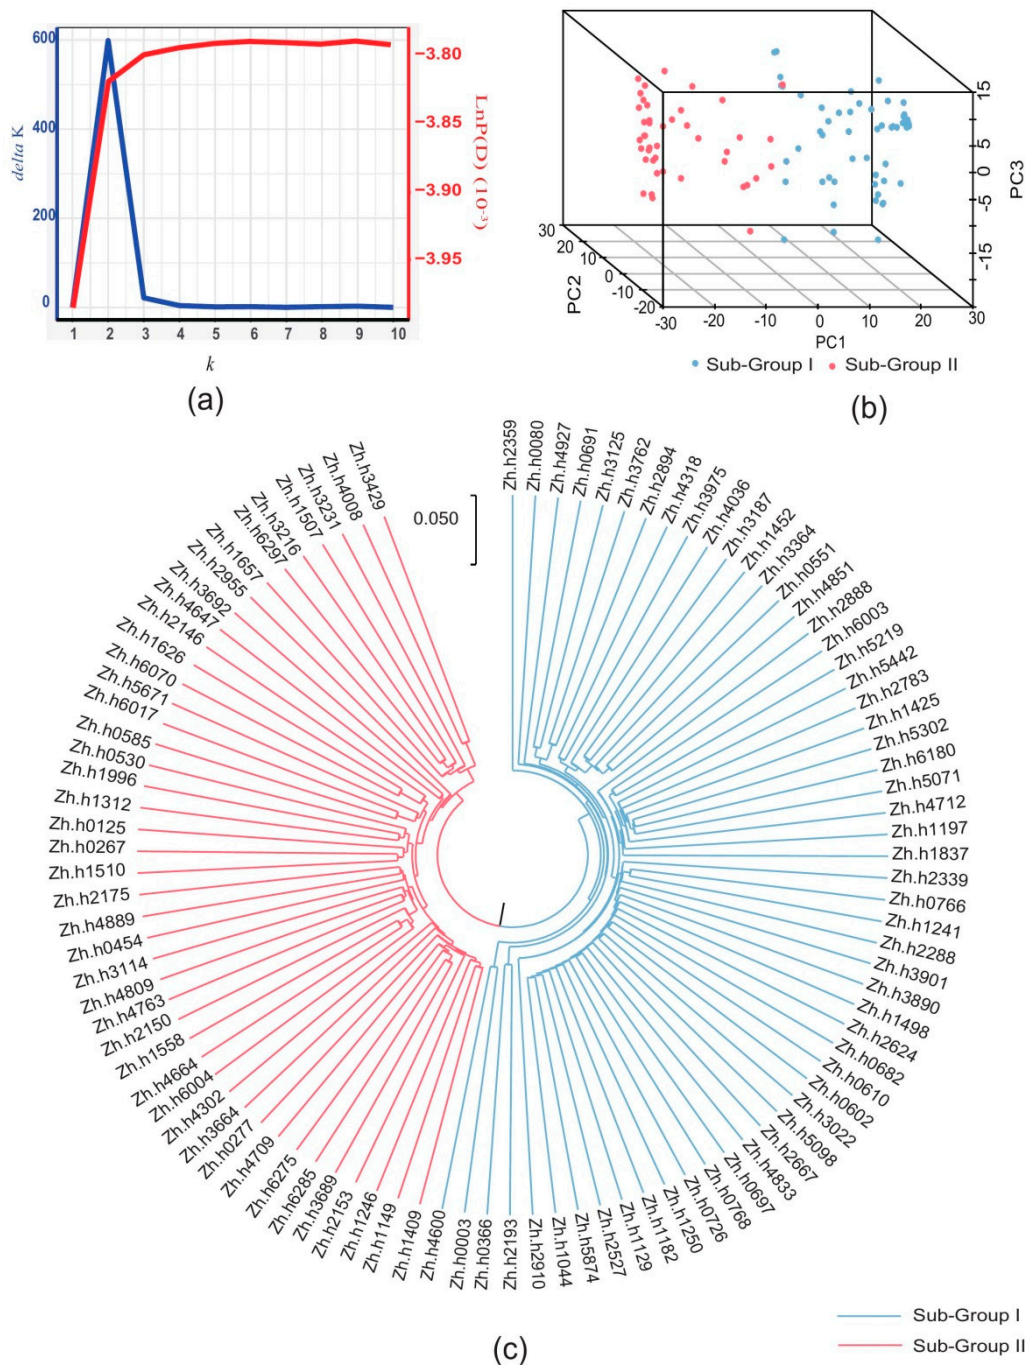 600
400
200
0
delta K
−3.80
−3.85
−3.90
−3.95
LnP(D) (10⁻³)
1 2 3 4 5 6 7 8 9 10
k
(a)
15
5
0
-5
-15
PC3
30
20
10
0
-10
-20
PC2
-30 -20 -10 0 10 20 30
PC1
Sub-Group I Sub-Group II
(b)
0.050
Zh.h2359
Zh.h0080
Zh.h4927
Zh.h0691
Zh.h3125
Zh.h3762
Zh.h2894
Zh.h4318
Zh.h3975
Zh.h4036
Zh.h3187
Zh.h1452
Zh.h3364
Zh.h0551
Zh.h4851
Zh.h2888
Zh.h6003
Zh.h5219
Zh.h5442
Zh.h2783
Zh.h1425
Zh.h5302
Zh.h6180
Zh.h5071
Zh.h4712
Zh.h1197
Zh.h1837
Zh.h2339
Zh.h0766
Zh.h1241
Zh.h2288
Zh.h3901
Zh.h3890
Zh.h1498
Zh.h2624
Zh.h0682
Zh.h0610
Zh.h0602
Zh.h3022
Zh.h5098
Zh.h2667
Zh.h4833
Zh.h0697
Zh.h0768
Zh.h0726
Zh.h1250
Zh.h1182
Zh.h1129
Zh.h2527
Zh.h5874
Zh.h1044
Zh.h2910
Zh.h2193
Zh.h0366
Zh.h0003
Zh.h4600
Zh.h1409
Zh.h1149
Zh.h1246
Zh.h2153
Zh.h3689
Zh.h6285
Zh.h6275
Zh.h4709
Zh.h0277
Zh.h3664
Zh.h4302
Zh.h6004
Zh.h4664
Zh.h1558
Zh.h2150
Zh.h4763
Zh.h4809
Zh.h3114
Zh.h0454
Zh.h4889
Zh.h2175
Zh.h1510
Zh.h0267
Zh.h0125
Zh.h1312
Zh.h1996
Zh.h0530
Zh.h0585
Zh.h6017
Zh.h5671
Zh.h6070
Zh.h1626
Zh.h2146
Zh.h4647
Zh.h3692
Zh.h2955
Zh.h1657
Zh.h6297
Zh.h3216
Zh.h1507
Zh.h3231
Zh.h4008
Zh.h3429
Sub-Group I
Sub-Group II
(c)